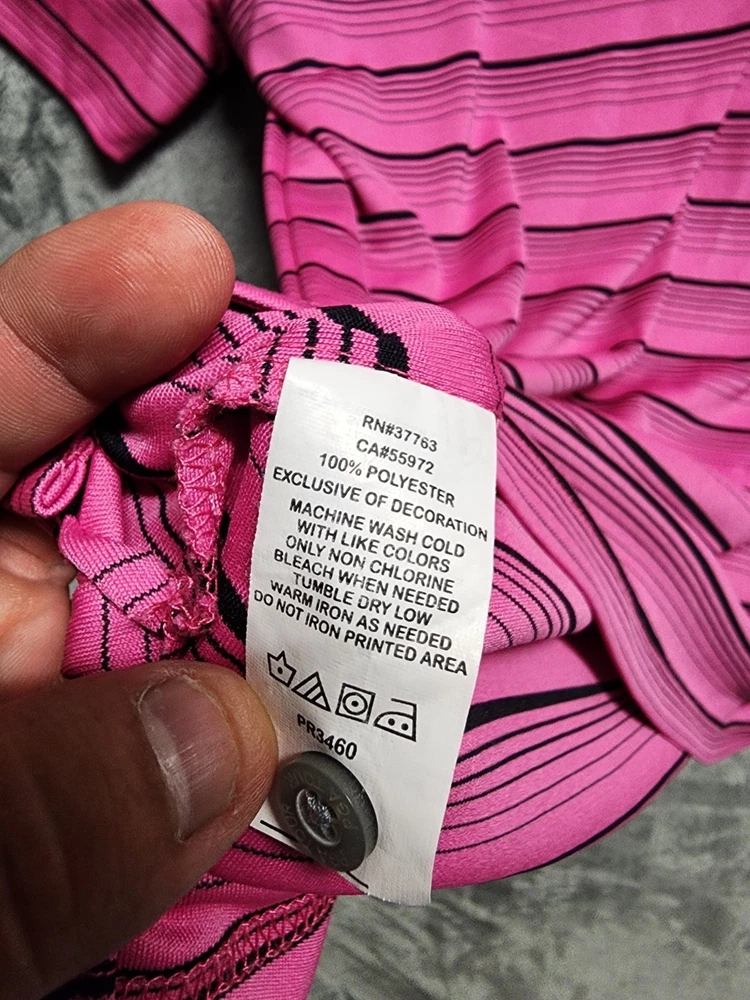 RN#37763
CA#55972
100% POLYESTER
EXCLUSIVE OF DECORATION
MACHINE WASH COLD
WITH LIKE COLORS
ONLY NON CHLORINE
BLEACH WHEN NEEDED
TUMBLE DRY LOW
WARM IRON AS NEEDED
DO NOT IRON PRINTED AREA
PR3460